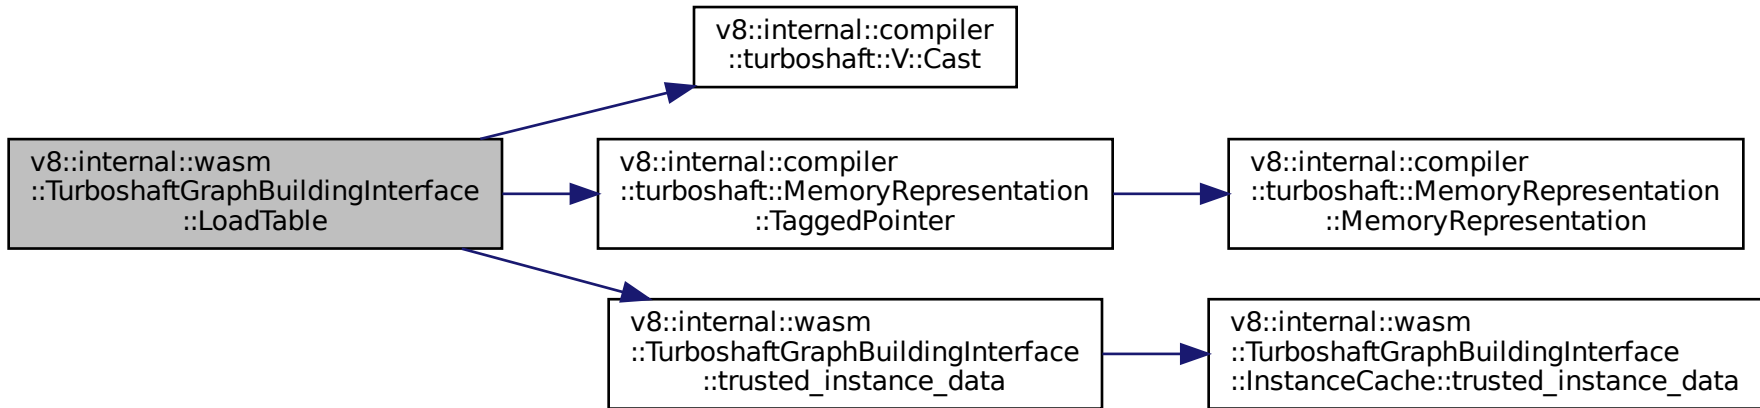 v8::internal::compiler
::turboshaft::V::Cast
v8::internal::wasm
::TurboshaftGraphBuildingInterface
::LoadTable
v8::internal::compiler
::turboshaft::MemoryRepresentation
::TaggedPointer
v8::internal::compiler
::turboshaft::MemoryRepresentation
::MemoryRepresentation
v8::internal::wasm
::TurboshaftGraphBuildingInterface
::trusted_instance_data
v8::internal::wasm
::TurboshaftGraphBuildingInterface
::InstanceCache::trusted_instance_data